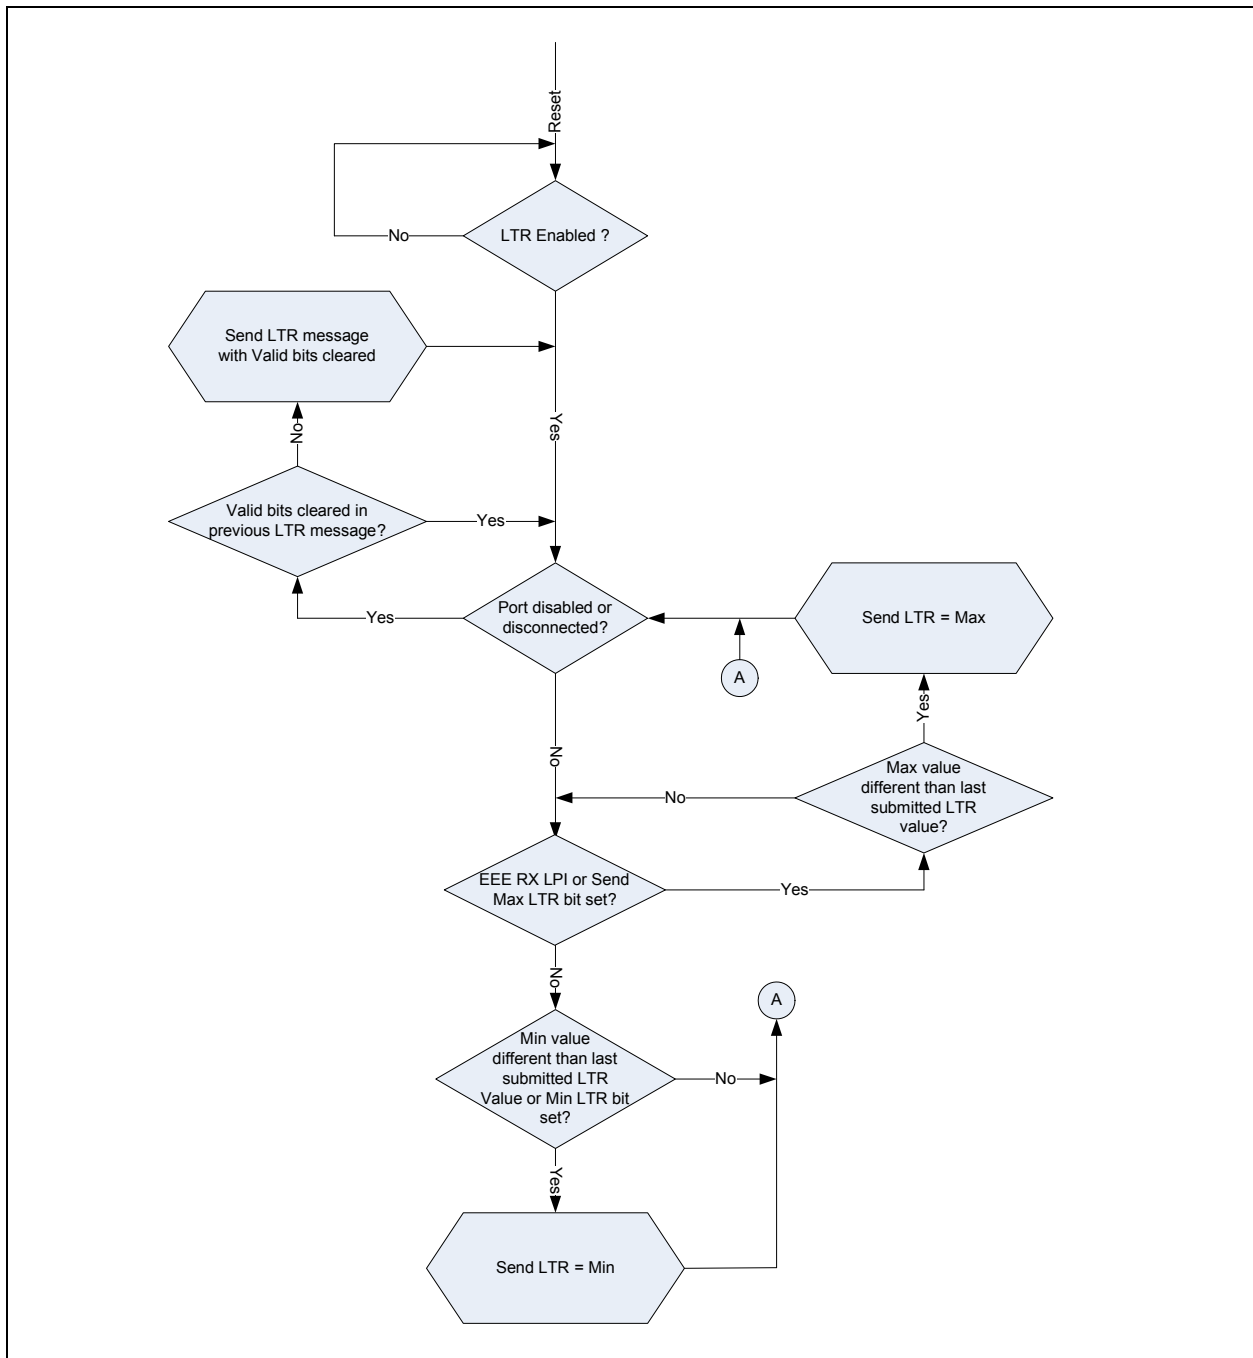 Reset
LTR Enabled ?
No
Send LTR message
with Valid bits cleared
Yes
No
Valid bits cleared in
previous LTR message?
Yes
Port disabled or
disconnected?
Yes
Send LTR = Max
A
Yes
No
Max value
different than last
submitted LTR
value?
No
EEE RX LPI or Send
Max LTR bit set?
Yes
No
A
Min value
different than last
submitted LTR
Value or Min LTR bit
set?
No
Yes
Send LTR = Min